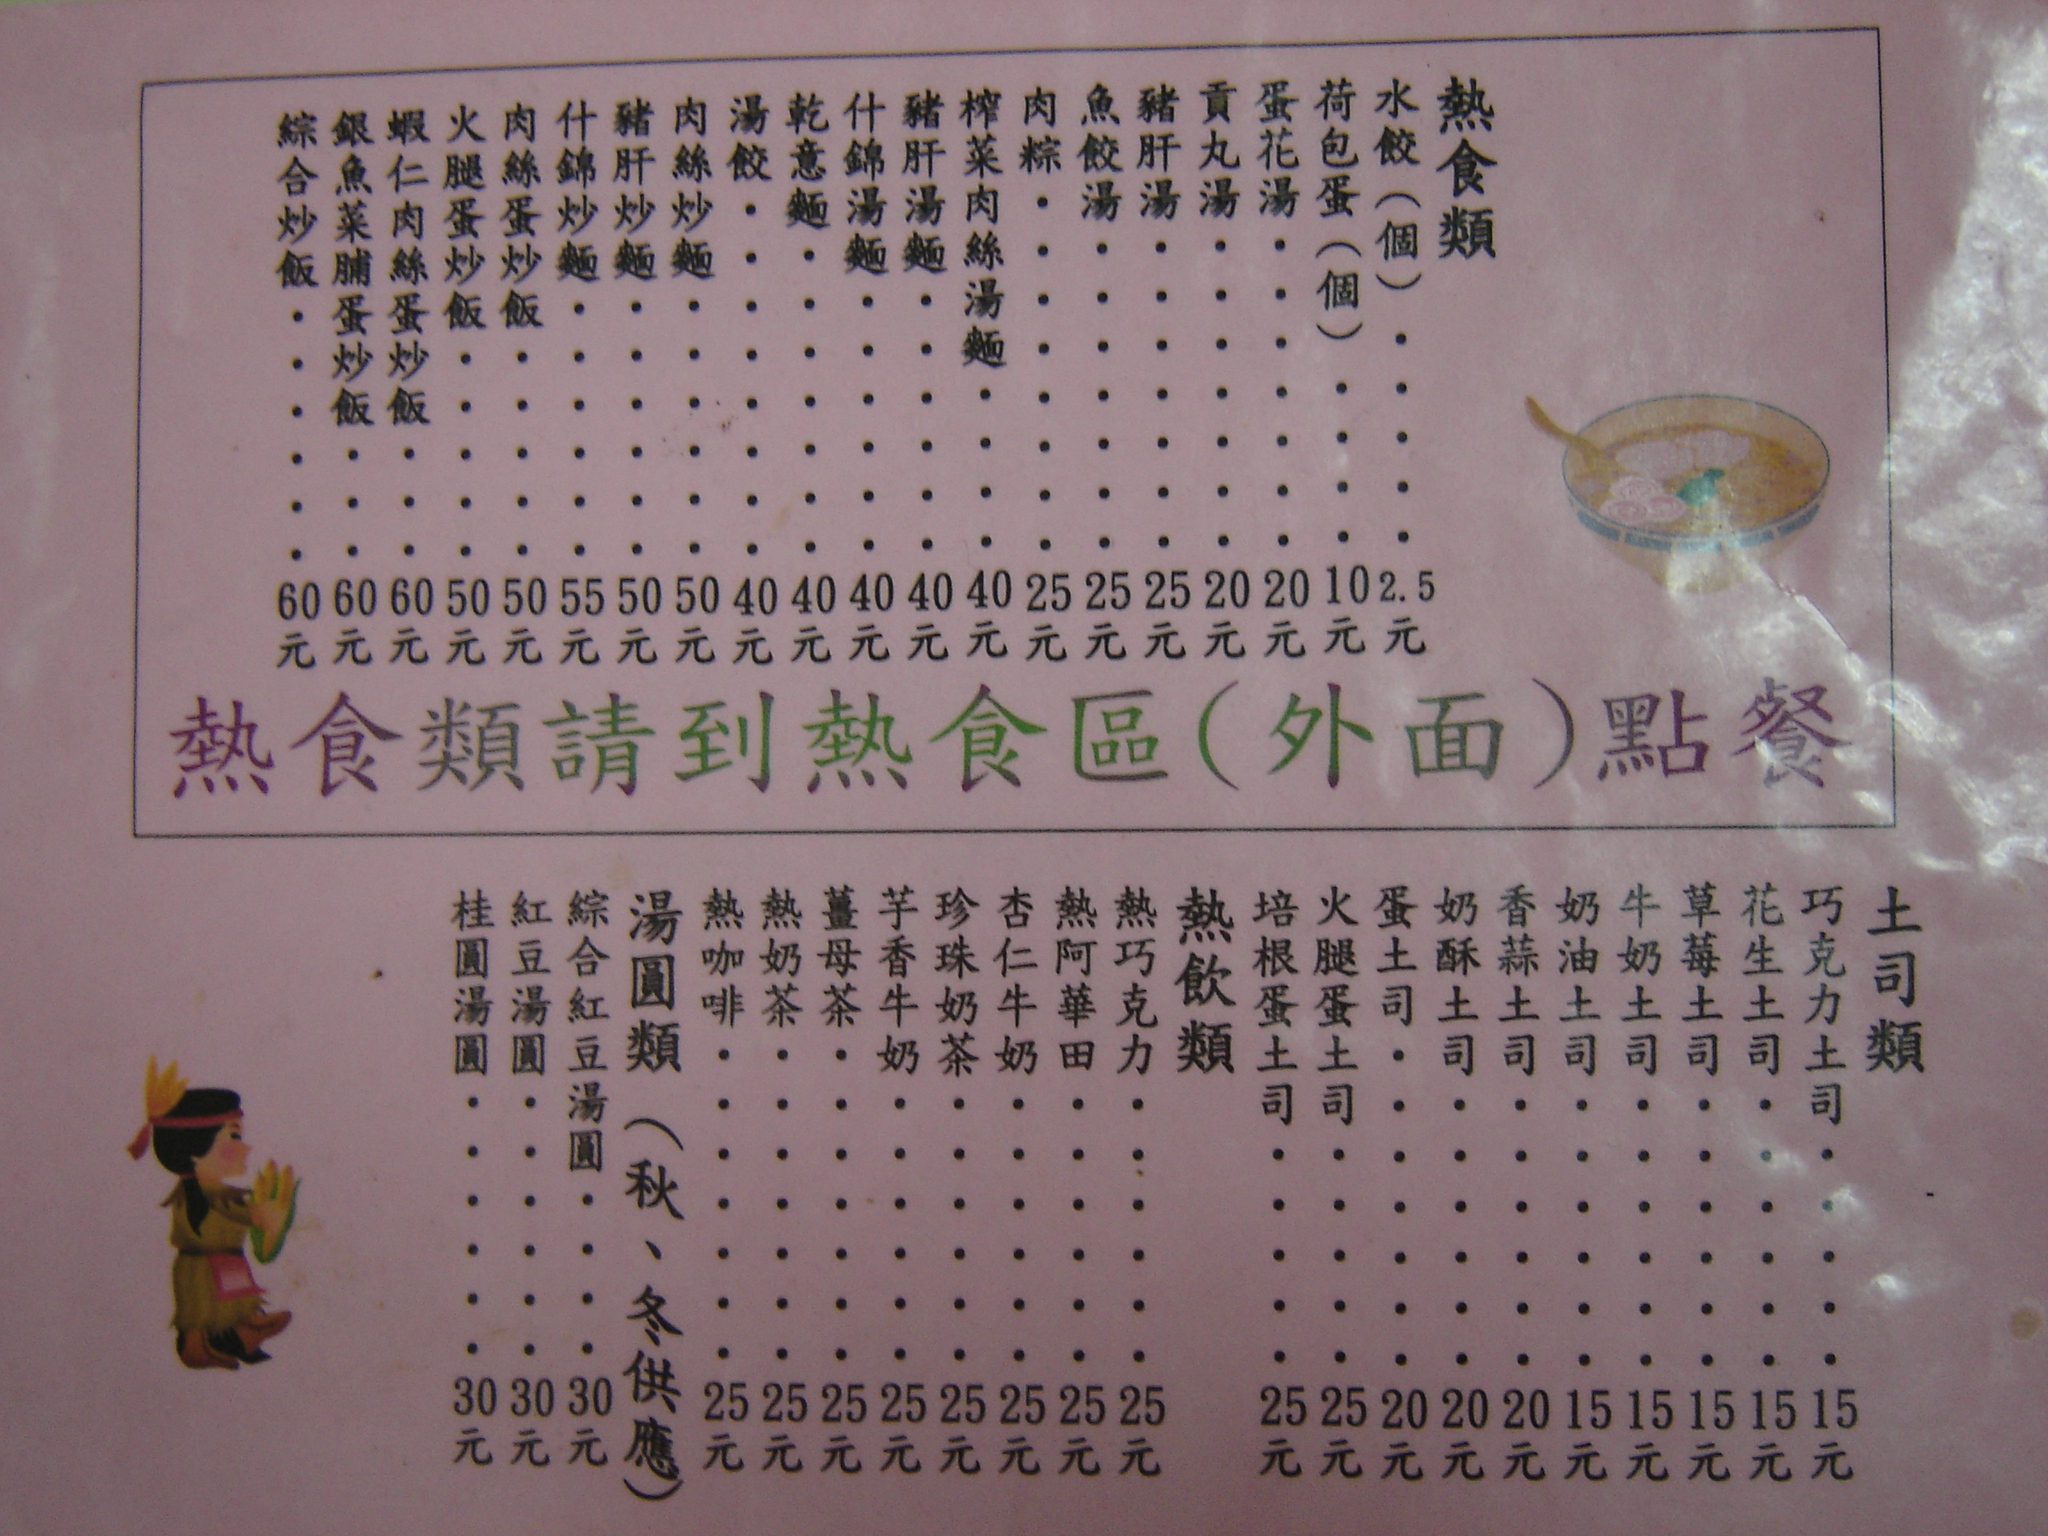 熱食類
水餃(個)......2.5元
荷包蛋(個)....10元
蛋花湯.......20元
貢丸湯.......20元
豬肝湯.......25元
魚餃湯.......25元
肉粽........25元
榨菜肉絲湯麵....40元
豬肝湯麵......40元
什錦湯麵......40元
乾意麵.......40元
湯餃........40元
肉絲炒麵......50元
豬肝炒麵......50元
什錦炒麵......55元
肉絲蛋炒飯.....50元
火腿蛋炒飯.....50元
蝦仁肉絲蛋炒飯...60元
銀魚菜脯蛋炒飯...60元
綜合炒飯......60元
熱食類請到熱食區(外面)點餐
土司類
巧克力土司.....15元
花生土司......15元
草莓土司......15元
牛奶土司......15元
奶油土司......15元
香蒜土司......20元
奶酥土司......20元
蛋土司.......20元
火腿蛋土司.....25元
培根蛋土司.....25元
熱飲類
熱巧克力......25元
熱阿華田......25元
杏仁牛奶......25元
珍珠奶茶......25元
芋香牛奶......25元
薑母茶.......25元
熱奶茶.......25元
熱咖啡.......25元
湯圓類(秋、冬供應)
綜合紅豆湯圓....30元
紅豆湯圓......30元
桂圓湯圓......30元